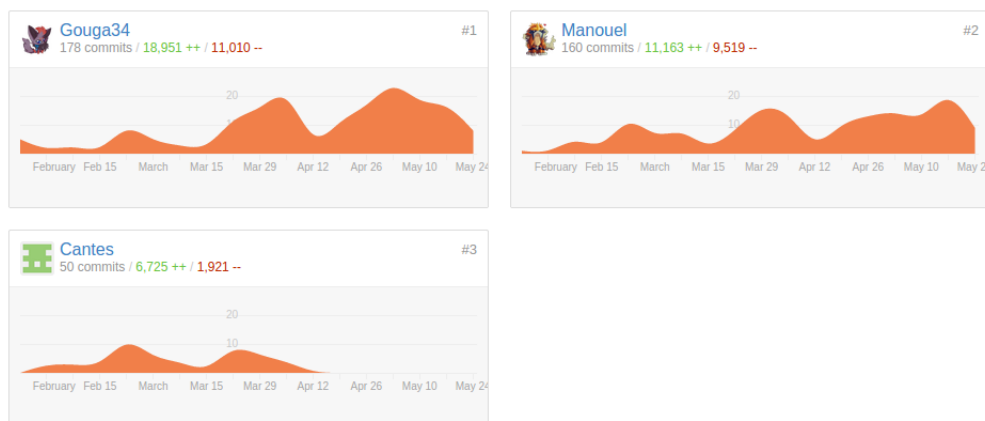 Gouga34 #1
178 commits / 18,951 ++ / 11,010 --
20
10
February Feb 15 March Mar 15 Mar 29 Apr 12 Apr 26 May 10 May 24
Manouel #2
160 commits / 11,163 ++ / 9,519 --
20
10
February Feb 15 March Mar 15 Mar 29 Apr 12 Apr 26 May 10 May 2
Cantes #3
50 commits / 6,725 ++ / 1,921 --
20
10
February Feb 15 March Mar 15 Mar 29 Apr 12 Apr 26 May 10 May 24